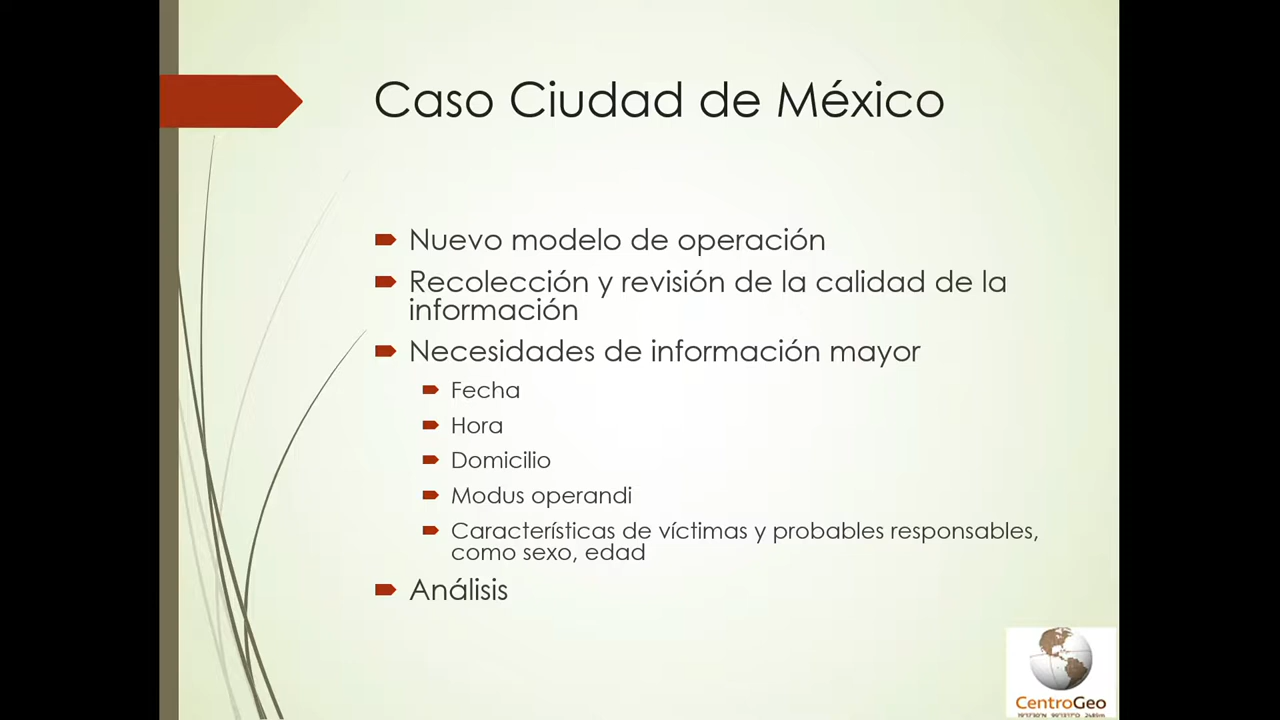 Caso Ciudad de México
Nuevo modelo de operación
Recolección y revisión de la calidad de la
información
Necesidades de información mayor
Fecha
Hora
Domicilio
Modus operandi
Características de víctimas y probables responsables,
como sexo, edad
Análisis
CentroGeo